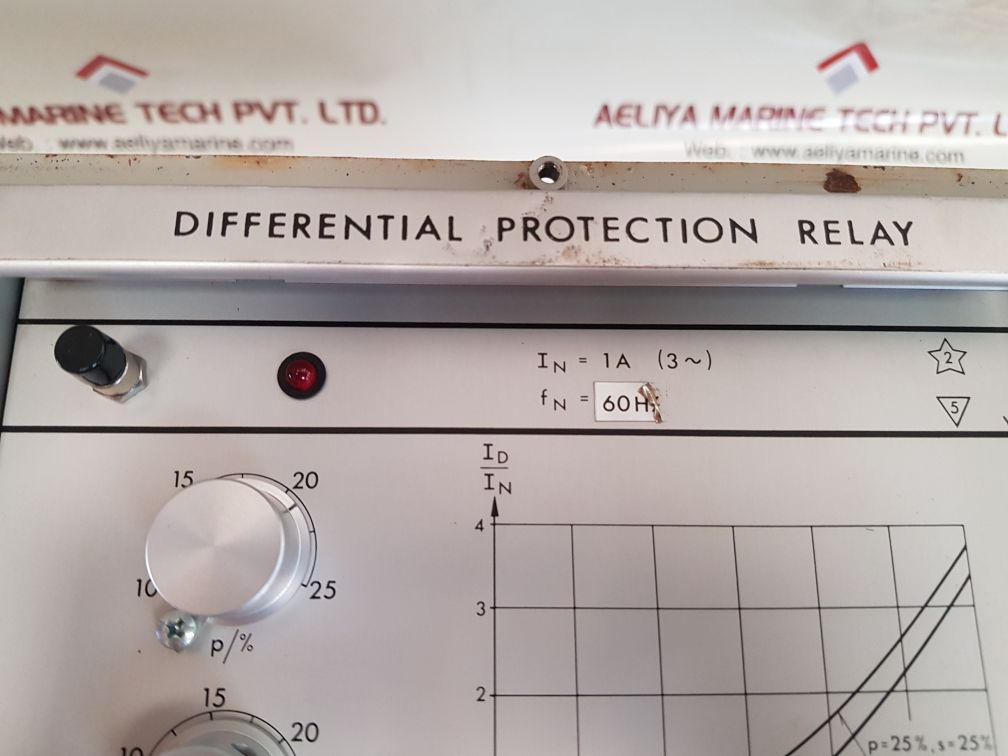 MARINE TECH PVT. LTD.
Web : www.aeliyamarine.com
AELIYA MARINE TECH PVT. L
Web : www.aeliyamarine.com
DIFFERENTIAL PROTECTION RELAY
IN = 1A (3~)
fN = 60H
2
5
ID
IN
15 20
10 25
p/%
15
20
10
4
3
2
p=25%, s=25%